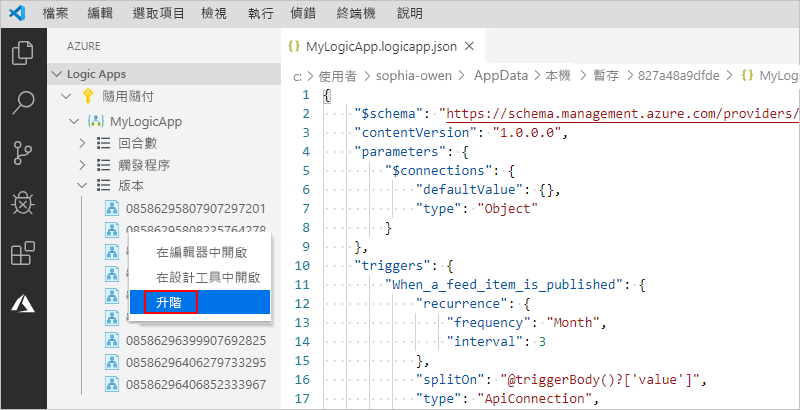 檔案 編輯 選取項目 檢視 執行 偵錯 終端機 說明
AZURE
Logic Apps
隨用隨付
MyLogicApp
回合數
觸發程序
版本
08586295807907297201
08586295808225764278
在編輯器中開啟
在設計工具中開啟
升階
08586296399907692825
08586296406279733295
08586296406852333967
MyLogicApp.logicapp.json
c: > 使用者 > sophia-owen > AppData > 本機 > 暫存 > 827a48a9dfde > {} MyLo
1 {
2 "$schema": "https://schema.management.azure.com/providers/
3 "contentVersion": "1.0.0.0",
4 "parameters": {
5 "$connections": {
6 "defaultValue": {},
7 "type": "Object"
8 }
9 },
10 "triggers": {
11 "When_a_feed_item_is_published": {
12 "recurrence": {
13 "frequency": "Month",
14 "interval": 3
15 },
16 "splitOn": "@triggerBody()?['value']",
17 "type": "ApiConnection",